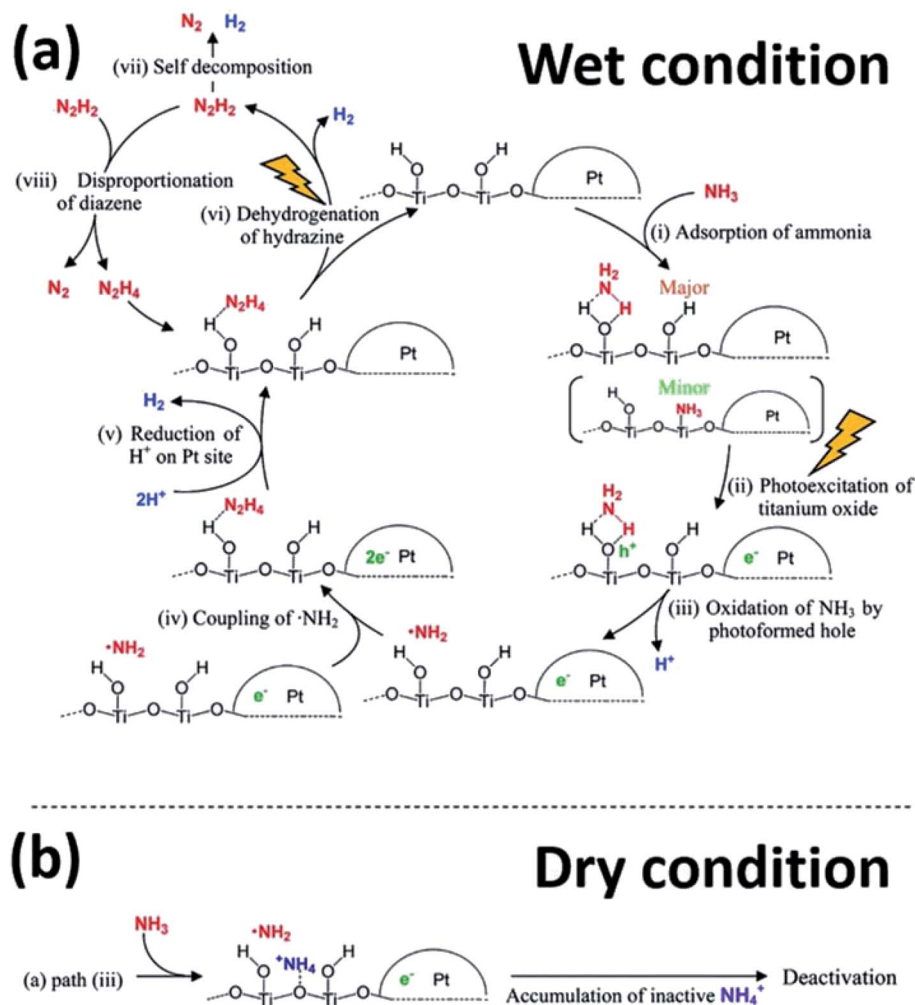 (a)
Wet condition
N₂ H₂
(vii) Self decomposition
N₂H₂ N₂H₂ H₂
(viii) Disproportionation
of diazene
(vi) Dehydrogenation
of hydrazine
N₂ N₂H₄
H H
O O
O Ti O Ti O Pt
NH₃
(i) Adsorption of ammonia
H₂
N
H H
O
Major
H
O
O Ti O Ti O Pt
Minor
H
O NH₃
O Ti O Ti O Pt
(ii) Photoexcitation of
titanium oxide
H₂
N
H H
O h⁺
H
O
O Ti O Ti O e⁻ Pt
(iii) Oxidation of NH₃ by
photoformed hole
H⁺
·NH₂
H H
O O
O Ti O Ti O e⁻ Pt
(iv) Coupling of ·NH₂
·NH₂
H H
O O
O Ti O Ti O e⁻ Pt
N₂H₄
H H
O O
O Ti O Ti O 2e⁻ Pt
H₂
(v) Reduction of
H⁺ on Pt site
2H⁺
N₂H₄
H H
O O
O Ti O Ti O Pt
(b)
Dry condition
NH₃
(a) path (iii)
·NH₂
H H
O ⁺NH₄ O
O Ti O Ti O e⁻ Pt
Deactivation
Accumulation of inactive NH₄⁺